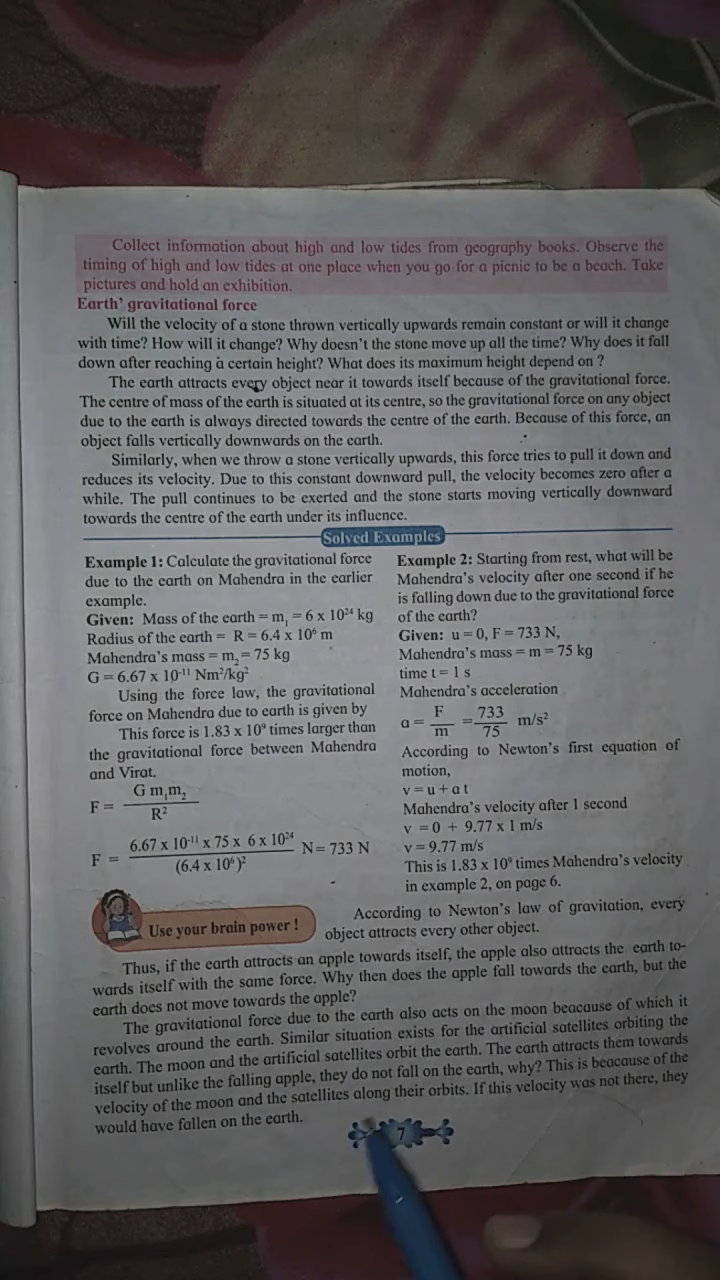 Collect information about high and low tides from geography books. Observe the
timing of high and low tides at one place when you go for a picnic to be a beach. Take
pictures and hold an exhibition.
Earth' gravitational force
Will the velocity of a stone thrown vertically upwards remain constant or will it change
with time? How will it change? Why doesn't the stone move up all the time? Why does it fall
down after reaching a certain height? What does its maximum height depend on ?
The earth attracts every object near it towards itself because of the gravitational force.
The centre of mass of the earth is situated at its centre, so the gravitational force on any object
due to the earth is always directed towards the centre of the earth. Because of this force, an
object falls vertically downwards on the earth.
Similarly, when we throw a stone vertically upwards, this force tries to pull it down and
reduces its velocity. Due to this constant downward pull, the velocity becomes zero after a
while. The pull continues to be exerted and the stone starts moving vertically downward
towards the centre of the earth under its influence.
Solved Examples
Example 1: Calculate the gravitational force
due to the earth on Mahendra in the earlier
example.
Given: Mass of the earth = m₁ = 6 x 10²⁴ kg
Radius of the earth = R = 6.4 x 10⁶ m
Mahendra's mass = m₂ = 75 kg
G = 6.67 x 10⁻¹¹ Nm²/kg²
Using the force law, the gravitational
force on Mahendra due to earth is given by
This force is 1.83 x 10⁹ times larger than
the gravitational force between Mahendra
and Virat.
F = G m₁m₂ / R²
F = 6.67 x 10⁻¹¹ x 75 x 6 x 10²⁴ / (6.4 x 10⁶)² N = 733 N
Example 2: Starting from rest, what will be
Mahendra's velocity after one second if he
is falling down due to the gravitational force
of the earth?
Given: u = 0, F = 733 N,
Mahendra's mass = m = 75 kg
time t = 1 s
Mahendra's acceleration
a = F / m = 733 / 75 m/s²
According to Newton's first equation of
motion,
v = u + a t
Mahendra's velocity after 1 second
v = 0 + 9.77 x 1 m/s
v = 9.77 m/s
This is 1.83 x 10⁹ times Mahendra's velocity
in example 2, on page 6.
Use your brain power !
According to Newton's law of gravitation, every
object attracts every other object.
Thus, if the earth attracts an apple towards itself, the apple also attracts the earth to-
wards itself with the same force. Why then does the apple fall towards the earth, but the
earth does not move towards the apple?
The gravitational force due to the earth also acts on the moon beacause of which it
revolves around the earth. Similar situation exists for the artificial satellites orbiting the
earth. The moon and the artificial satellites orbit the earth. The earth attracts them towards
itself but unlike the falling apple, they do not fall on the earth, why? This is beacause of the
velocity of the moon and the satellites along their orbits. If this velocity was not there, they
would have fallen on the earth.
7